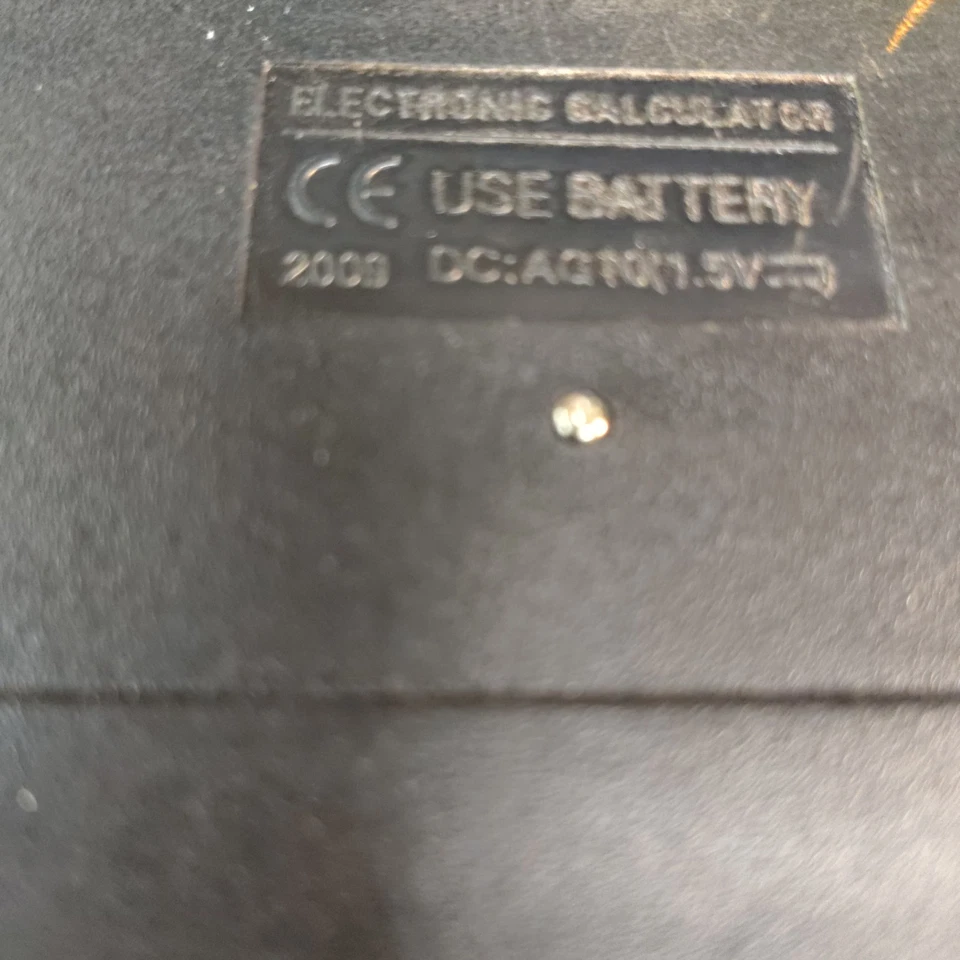 ELECTRONIC CALCULATOR
CE USE BATTERY
2009 DC:AG10(1.5V⎓)